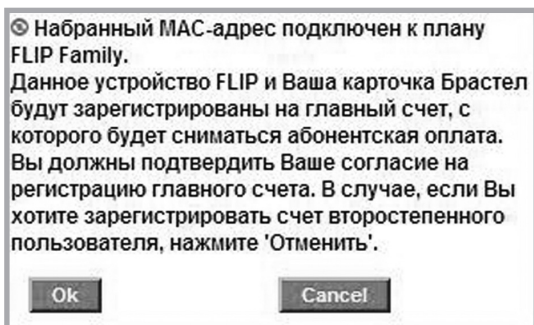 Набранный MAC-адрес подключен к плану
FLIP Family.
Данное устройство FLIP и Ваша карточка Брастел
будут зарегистрированы на главный счет, с
которого будет сниматься абонентская оплата.
Вы должны подтвердить Ваше согласие на
регистрацию главного счета. В случае, если Вы
хотите зарегистрировать счет второстепенного
пользователя, нажмите 'Отменить'.
Ok Cancel